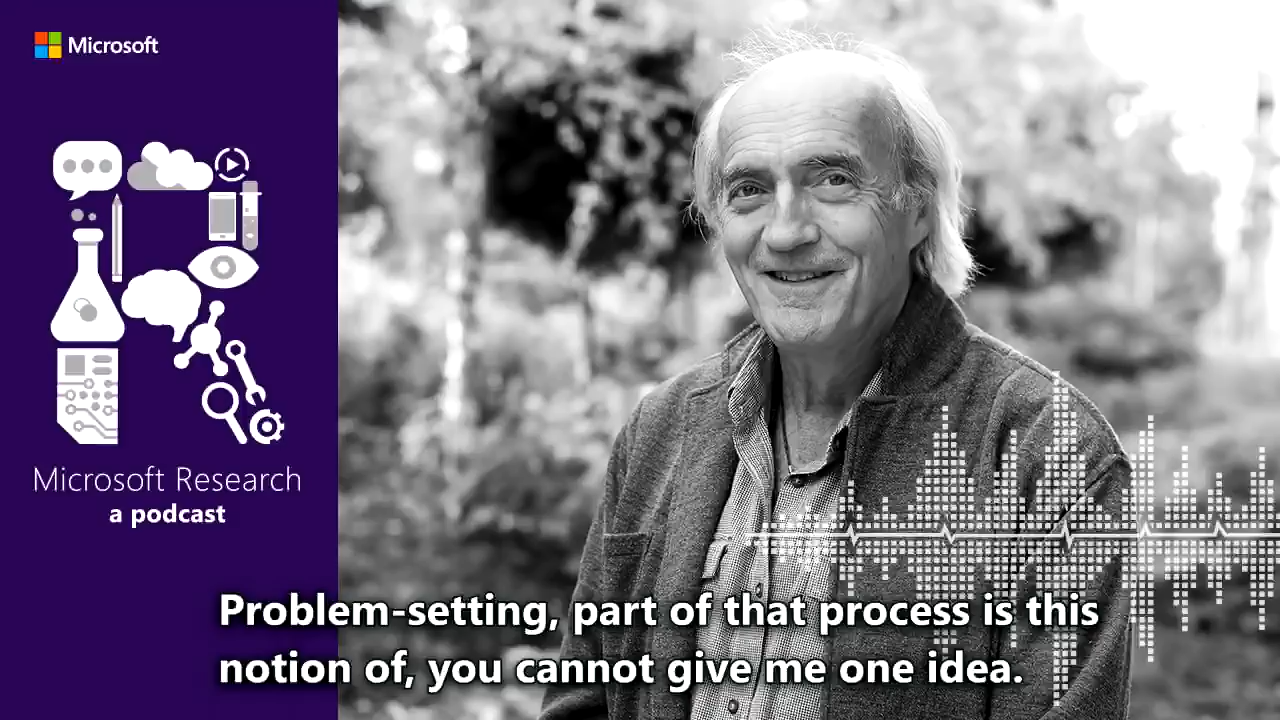 Microsoft
Microsoft Research
a podcast
Problem-setting, part of that process is this
notion of, you cannot give me one idea.